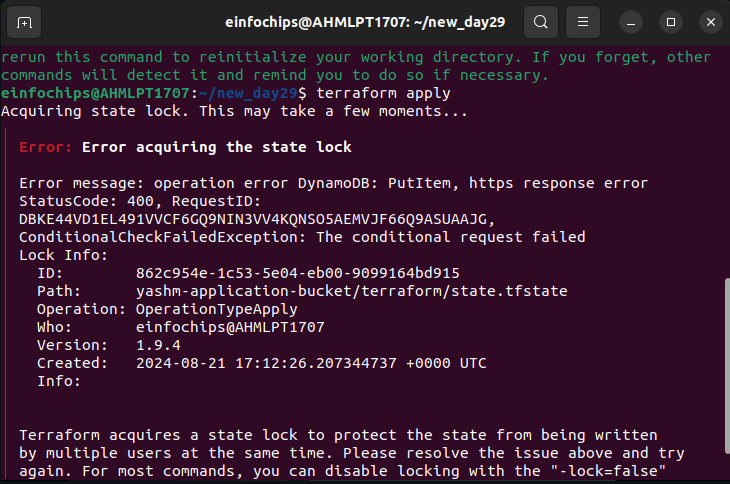 einfochips@AHMLPT1707: ~/new_day29
rerun this command to reinitialize your working directory. If you forget, other
commands will detect it and remind you to do so if necessary.
einfochips@AHMLPT1707:~/new_day29$ terraform apply
Acquiring state lock. This may take a few moments...
Error: Error acquiring the state lock
Error message: operation error DynamoDB: PutItem, https response error
StatusCode: 400, RequestID:
DBKE44VD1EL491VVCF6GQ9NIN3VV4KQNSO5AEMVJF66Q9ASUAAJG,
ConditionalCheckFailedException: The conditional request failed
Lock Info:
ID: 862c954e-1c53-5e04-eb00-9099164bd915
Path: yashm-application-bucket/terraform/state.tfstate
Operation: OperationTypeApply
Who: einfochips@AHMLPT1707
Version: 1.9.4
Created: 2024-08-21 17:12:26.207344737 +0000 UTC
Info:
Terraform acquires a state lock to protect the state from being written
by multiple users at the same time. Please resolve the issue above and try
again. For most commands, you can disable locking with the "-lock=false"